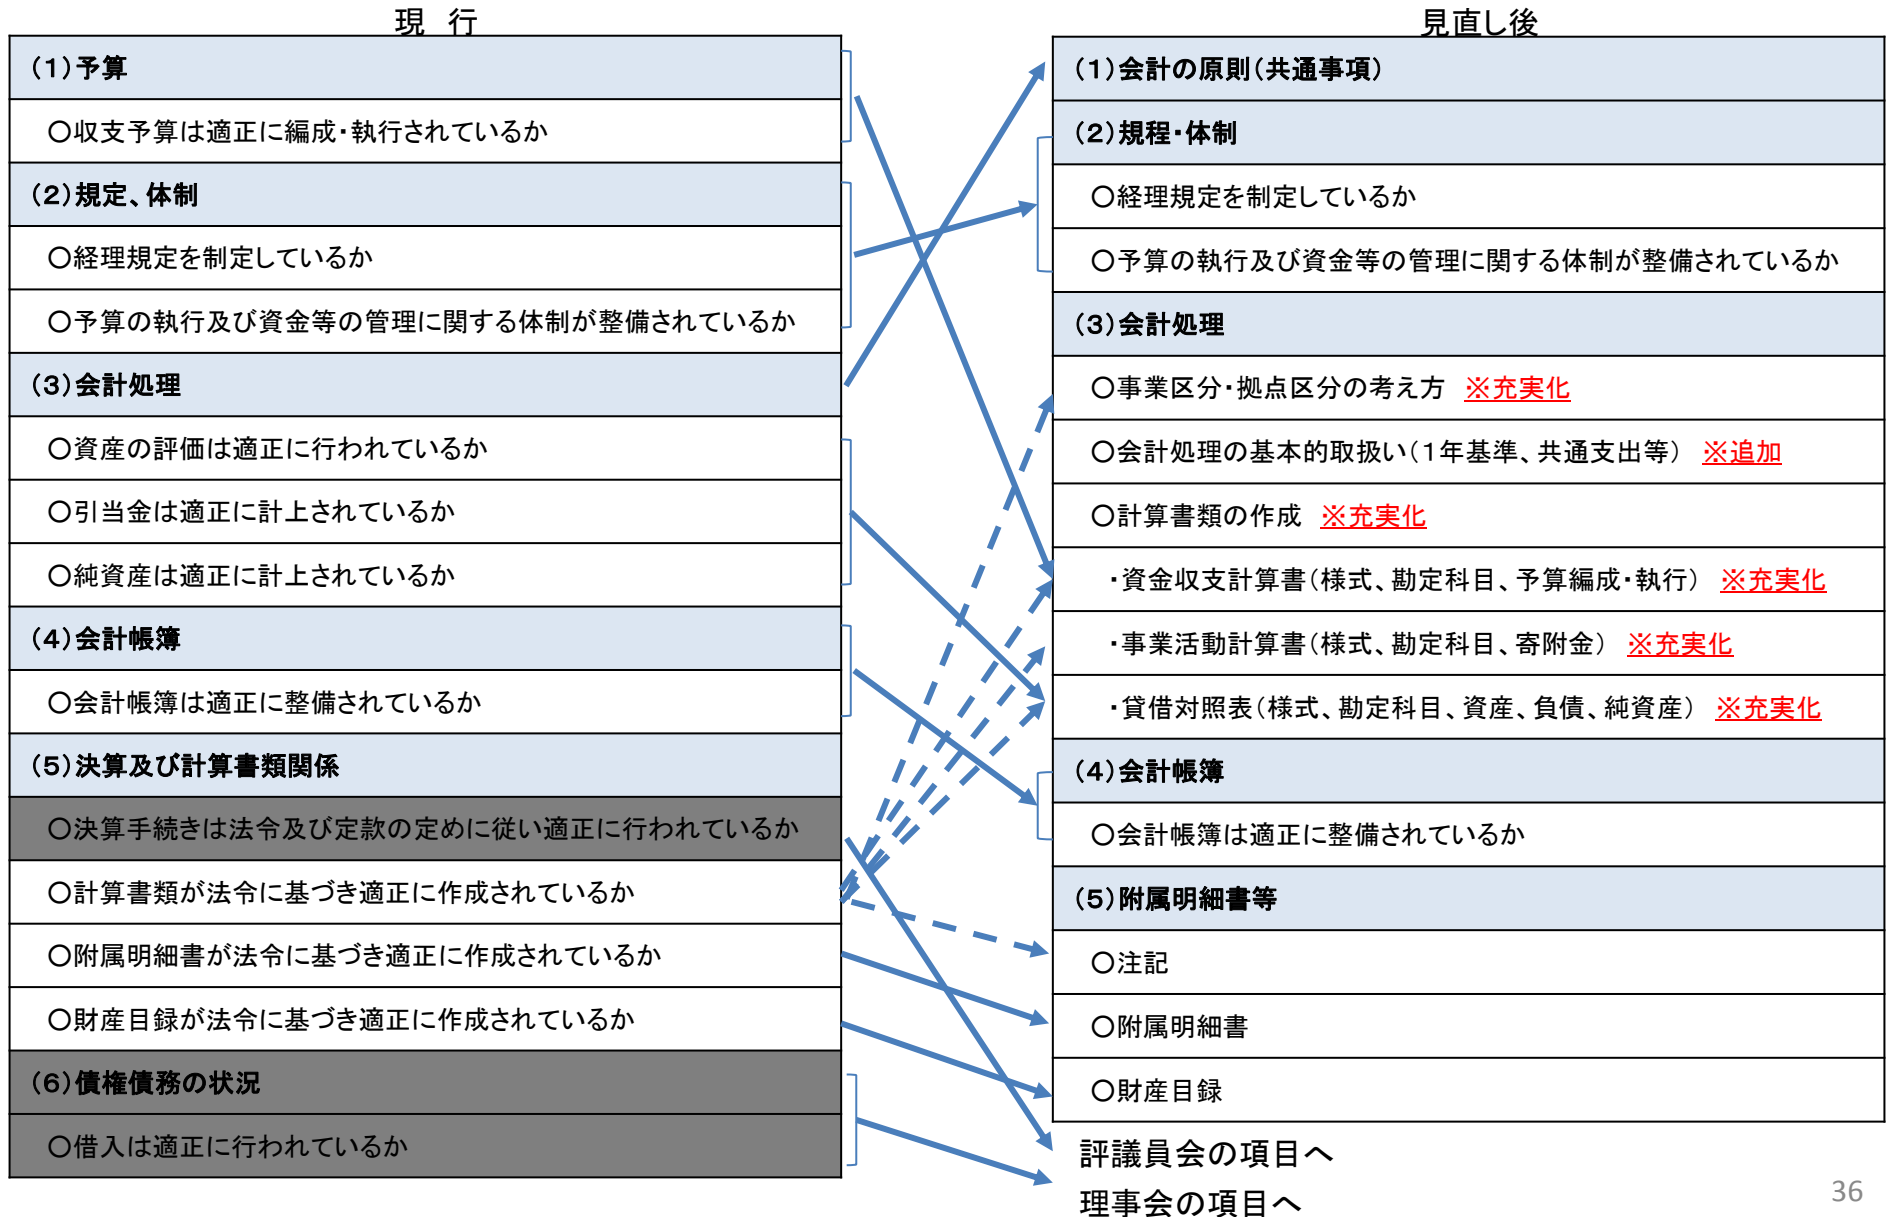 現　行
（１）予算
〇収支予算は適正に編成・執行されているか
（２）規定、体制
〇経理規定を制定しているか
〇予算の執行及び資金等の管理に関する体制が整備されているか
（３）会計処理
〇資産の評価は適正に行われているか
〇引当金は適正に計上されているか
〇純資産は適正に計上されているか
（４）会計帳簿
〇会計帳簿は適正に整備されているか
（５）決算及び計算書類関係
〇決算手続きは法令及び定款の定めに従い適正に行われているか
〇計算書類が法令に基づき適正に作成されているか
〇附属明細書が法令に基づき適正に作成されているか
〇財産目録が法令に基づき適正に作成されているか
（６）債権債務の状況
〇借入は適正に行われているか
見直し後
（１）会計の原則（共通事項）
（２）規程・体制
〇経理規定を制定しているか
〇予算の執行及び資金等の管理に関する体制が整備されているか
（３）会計処理
〇事業区分・拠点区分の考え方　※充実化
〇会計処理の基本的取扱い（１年基準、共通支出等）　※追加
〇計算書類の作成　※充実化
・資金収支計算書（様式、勘定科目、予算編成・執行）　※充実化
・事業活動計算書（様式、勘定科目、寄附金）　※充実化
・貸借対照表（様式、勘定科目、資産、負債、純資産）　※充実化
（４）会計帳簿
〇会計帳簿は適正に整備されているか
（５）附属明細書等
〇注記
〇附属明細書
〇財産目録
評議員会の項目へ
理事会の項目へ
36